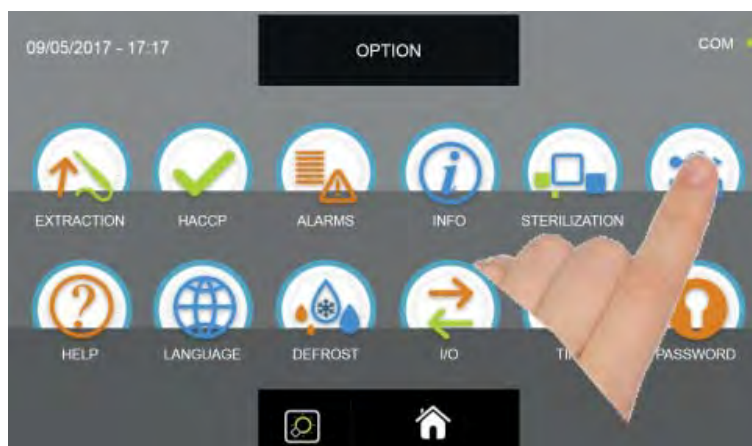 09/05/2017 - 17:17
OPTION
COM
EXTRACTION
HACCP
ALARMS
INFO
STERILIZATION
HELP
LANGUAGE
DEFROST
I/O
PASSWORD